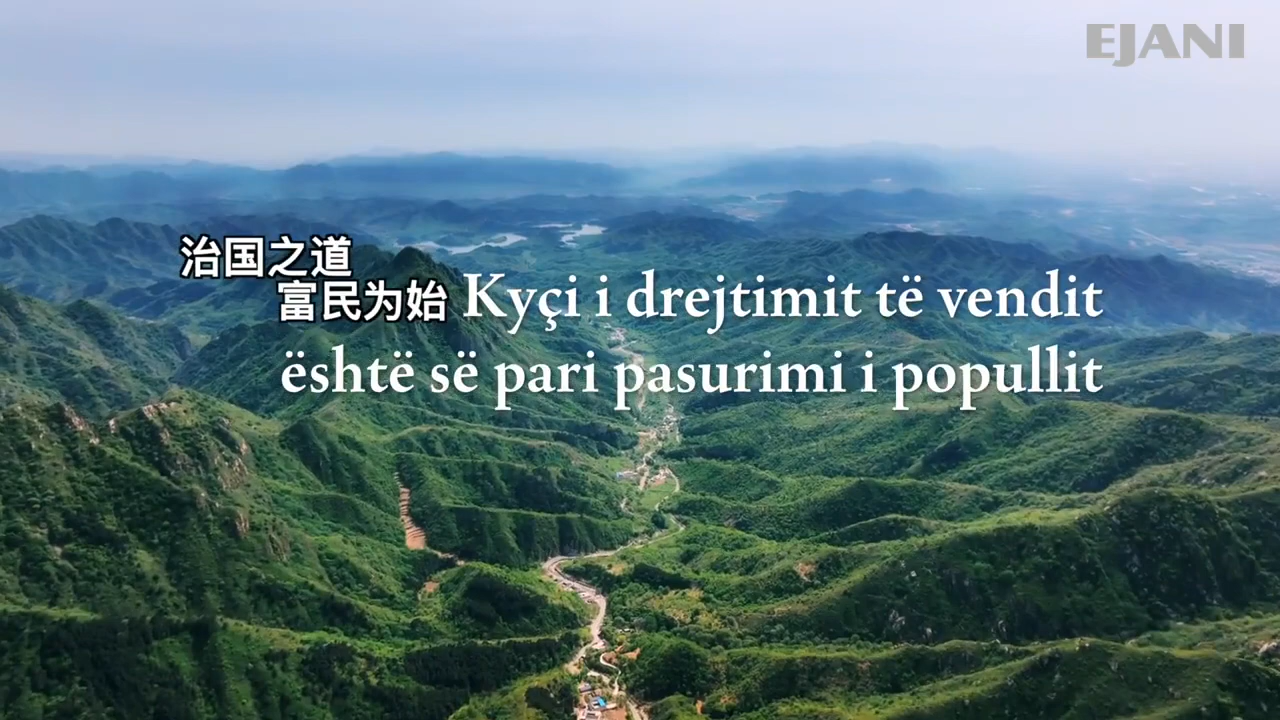 EJANI
治国之道
富民为始 Kyçi i drejtimit të vendit
është së pari pasurimi i popullit